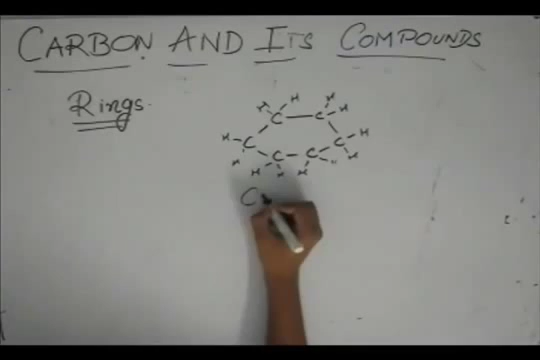 CARBON AND ITS COMPOUNDS
Rings
H H H H
C — C
H C C H
H C C H
H H H H
C